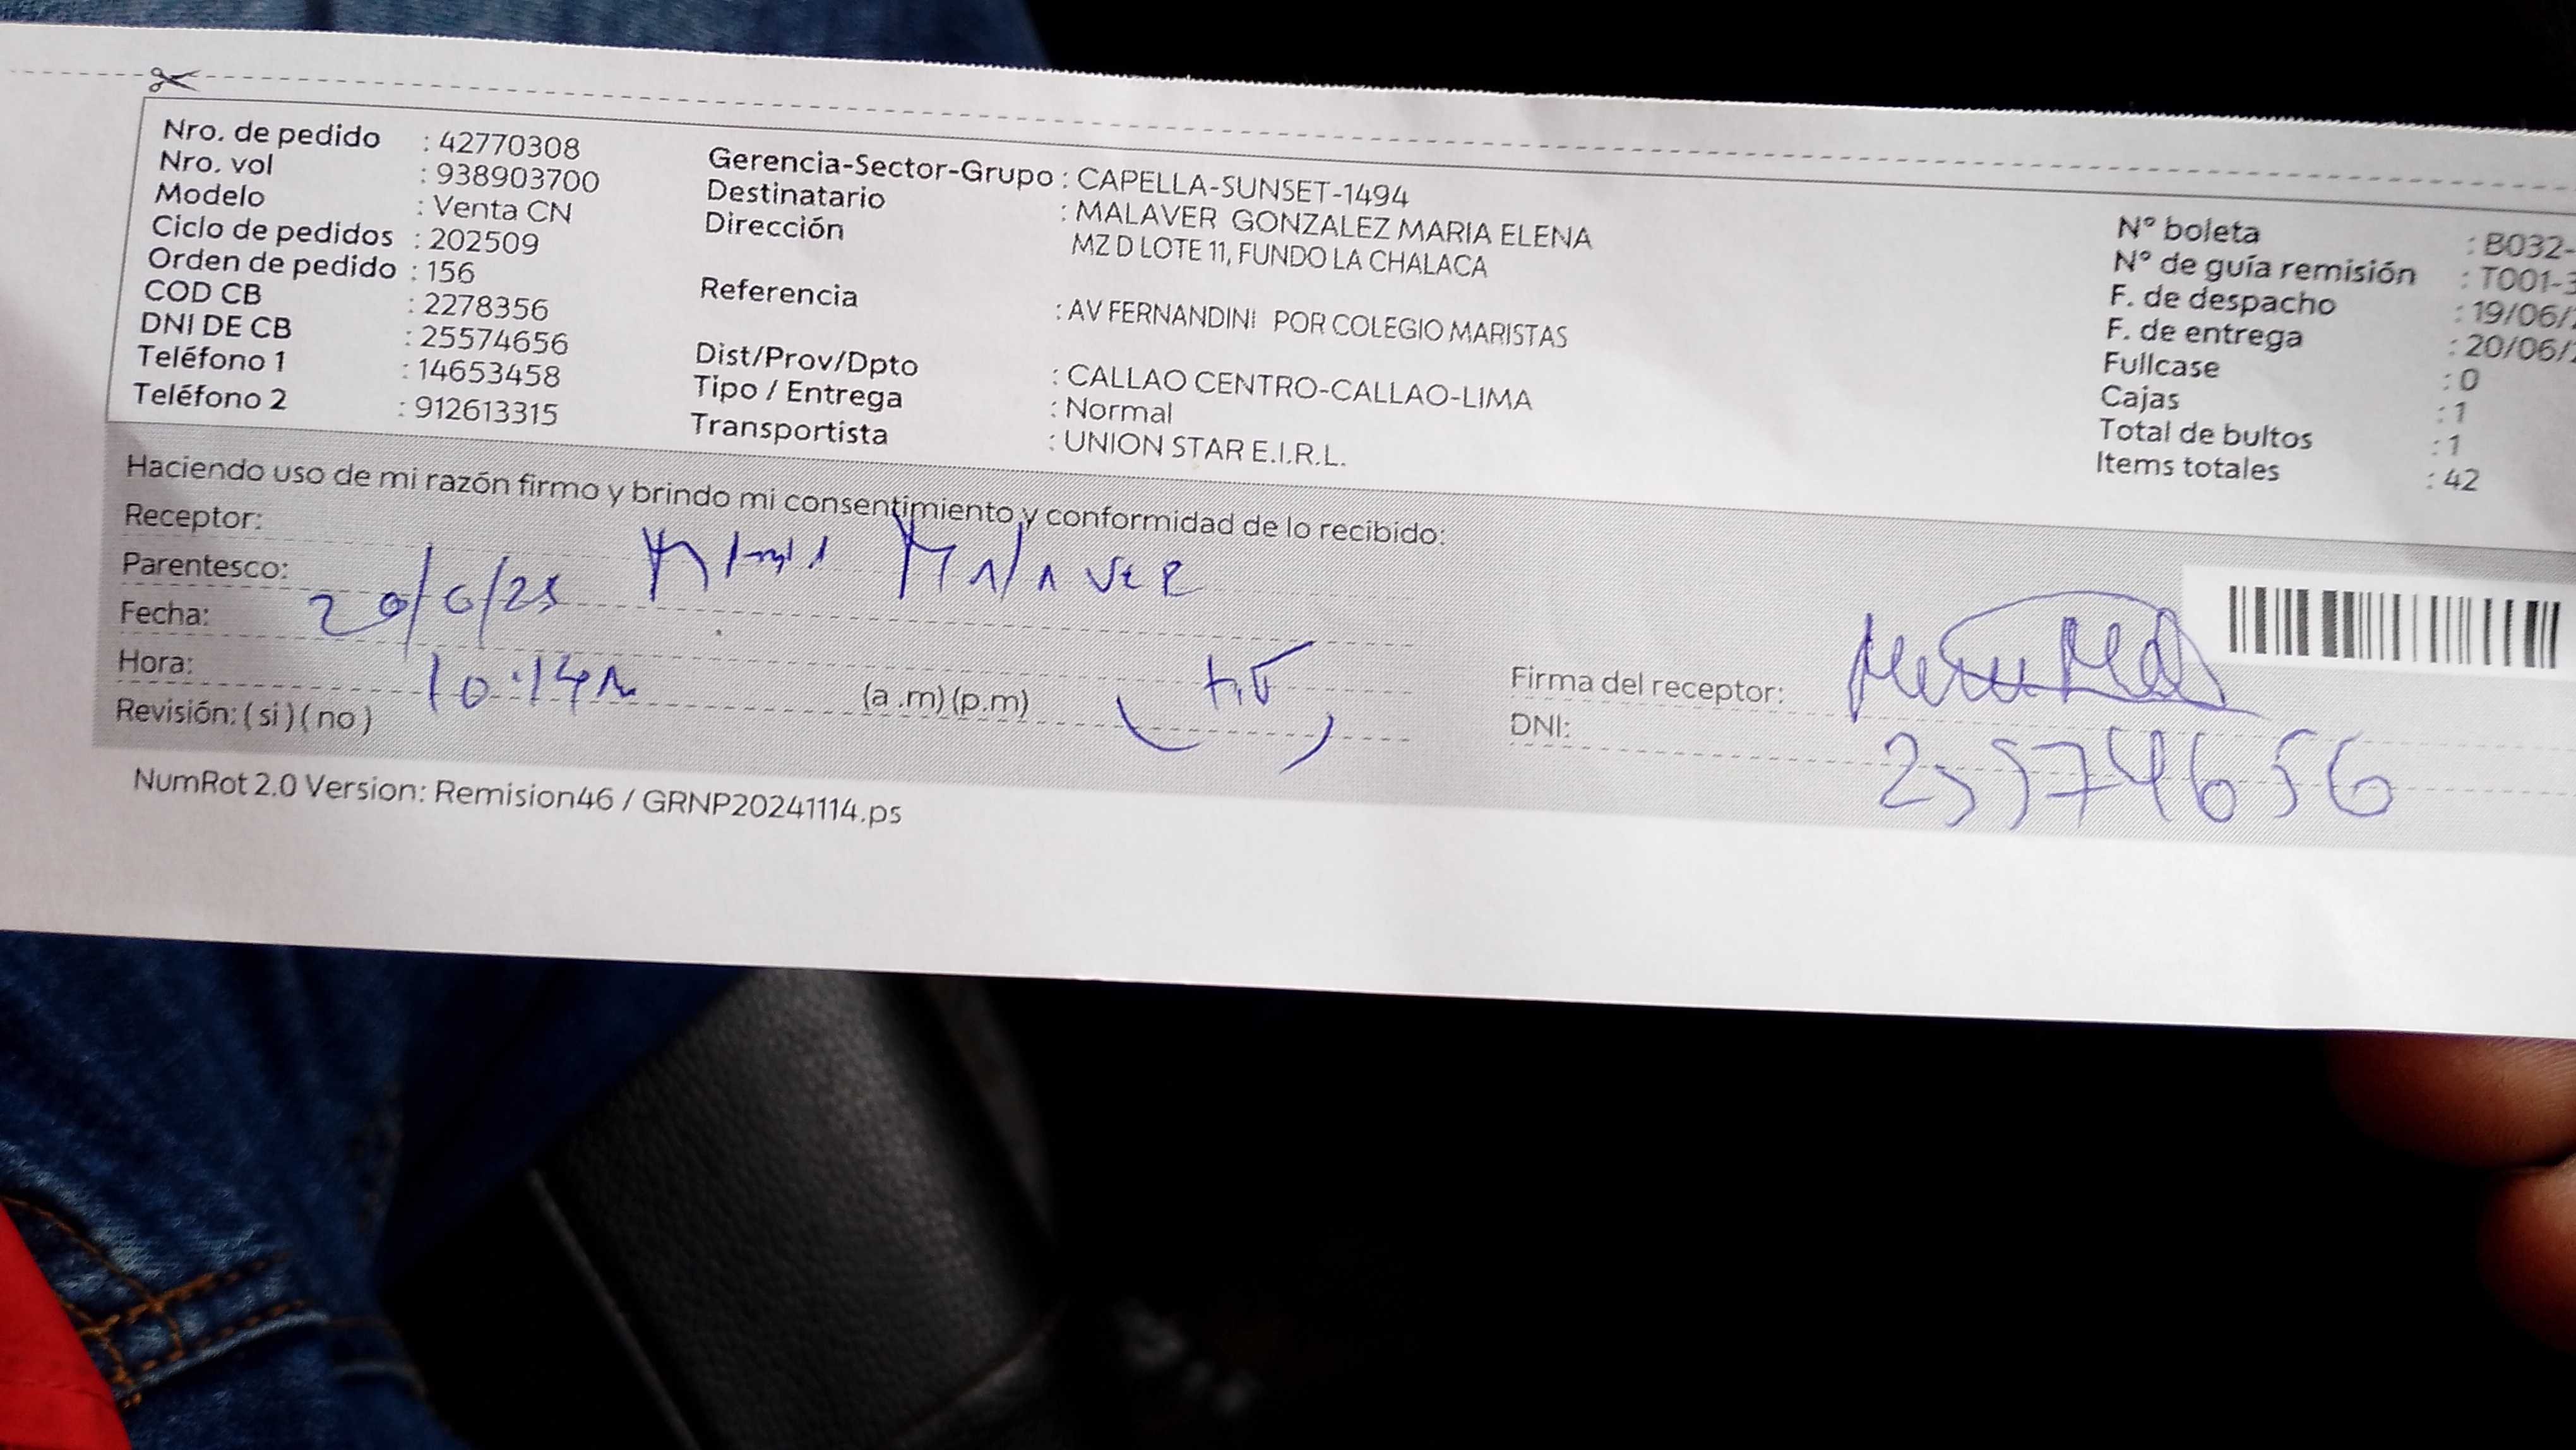 Nro. de pedido : 42770308
Nro. vol : 938903700
Modelo : Venta CN
Ciclo de pedidos : 202509
Orden de pedido : 156
COD CB : 2278356
DNI DE CB : 25574656
Teléfono 1 : 14653458
Teléfono 2 : 912613315
Gerencia-Sector-Grupo : CAPELLA-SUNSET-1494
Destinatario : MALAVER GONZALEZ MARIA ELENA
Dirección MZ D LOTE 11, FUNDO LA CHALACA
Referencia : AV FERNANDINI POR COLEGIO MARISTAS
Dist/Prov/Dpto : CALLAO CENTRO-CALLAO-LIMA
Tipo / Entrega : Normal
Transportista : UNION STAR E.I.R.L.
N° boleta : B032-
N° de guía remisión : T001-3
F. de despacho : 19/06/
F. de entrega : 20/06/
Fullcase : 0
Cajas : 1
Total de bultos : 1
Items totales : 42
Haciendo uso de mi razón firmo y brindo mi consentimiento y conformidad de lo recibido:
Receptor: Malaver
Parentesco:
Fecha: 20/6/25
Hora: 10:14 (a .m) (p.m)
Revisión: ( si ) ( no )
Firma del receptor:
DNI: 25574656
NumRot 2.0 Version: Remision46 / GRNP20241114.ps